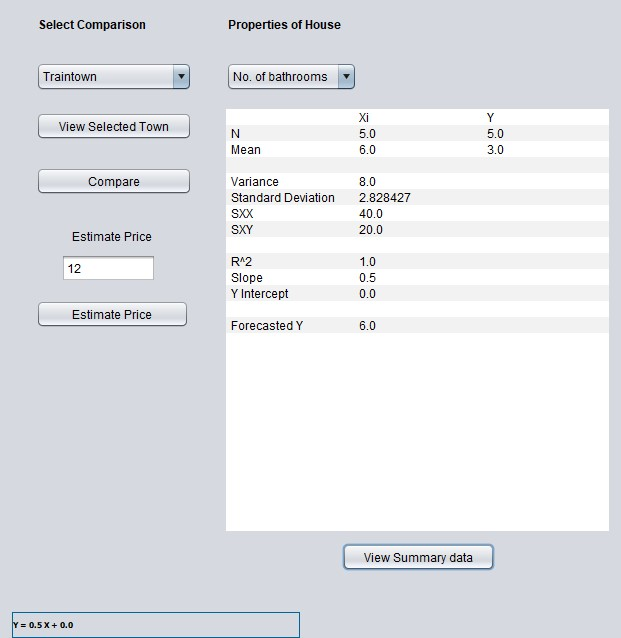 Select Comparison
Properties of House
Traintown
No. of bathrooms
View Selected Town
Compare
Estimate Price
12
Estimate Price
Xi Y
N 5.0 5.0
Mean 6.0 3.0
Variance 8.0
Standard Deviation 2.828427
SXX 40.0
SXY 20.0
R^2 1.0
Slope 0.5
Y Intercept 0.0
Forecasted Y 6.0
View Summary data
Y = 0.5 X + 0.0